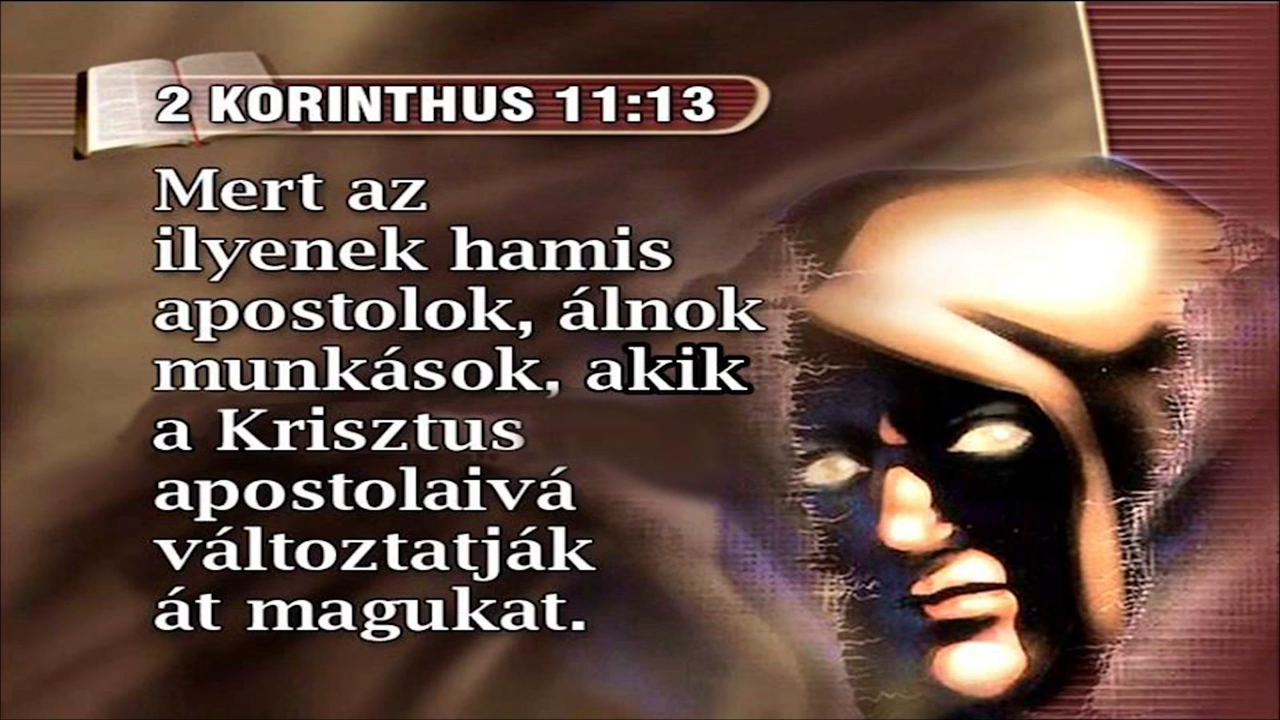 2 KORINTHUS 11:13
Mert az
ilyenek hamis
apostolok, álnok
munkások, akik
a Krisztus
apostolaivá
változtatják
át magukat.